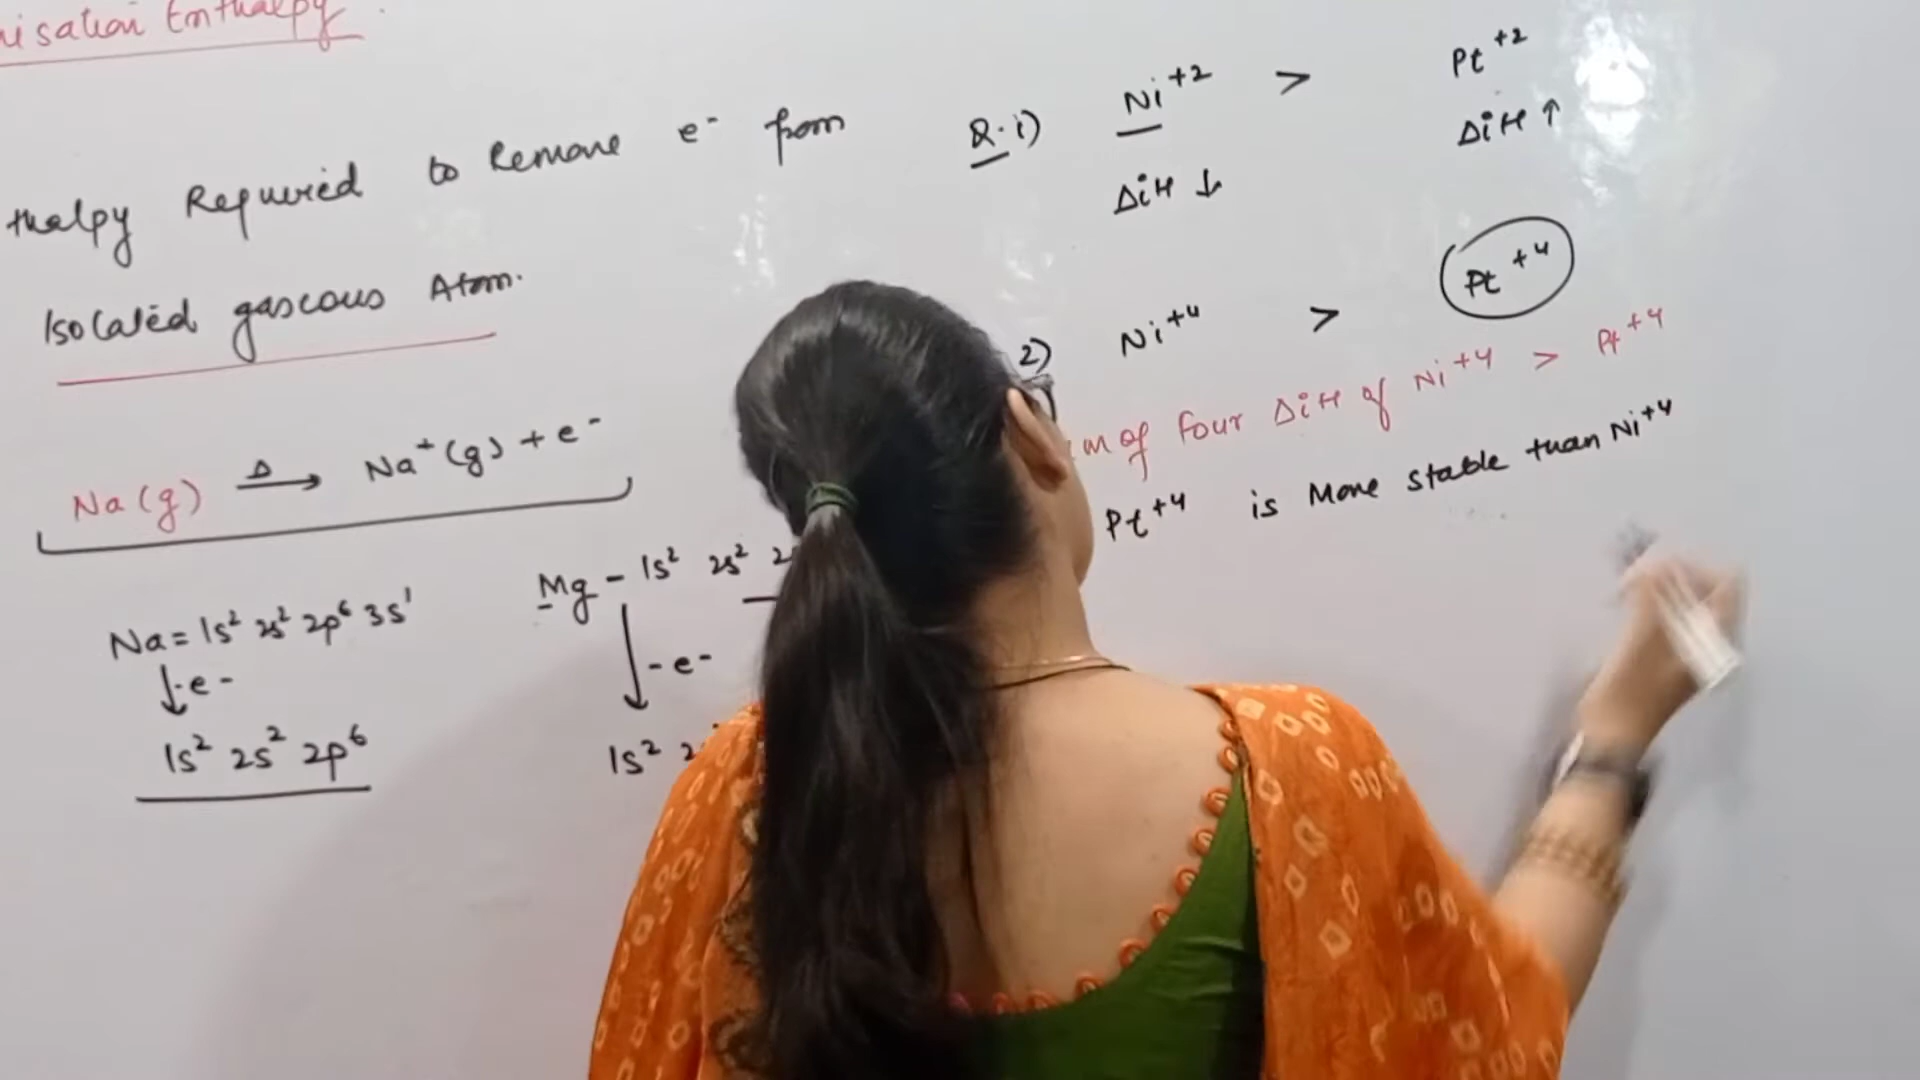 isation Enthalpy.
thalpy Required to Remove e⁻ from
Isolated gaseous Atom.
Na(g) Δ→ Na⁺(g) + e⁻
Na = 1s² 2s² 2p⁶ 3s¹
↓-e-
1s² 2s² 2p⁶
Mg - 1s² 2s² 2
↓-e-
1s² 2
Q.1) Ni⁺² > Pt⁺²
ΔiH ↓ ΔiH ↑
2) Ni⁺⁴ > Pt⁺⁴
m of four ΔiH of Ni⁺⁴ > Pt⁺⁴
Pt⁺⁴ is More stable than Ni⁺⁴